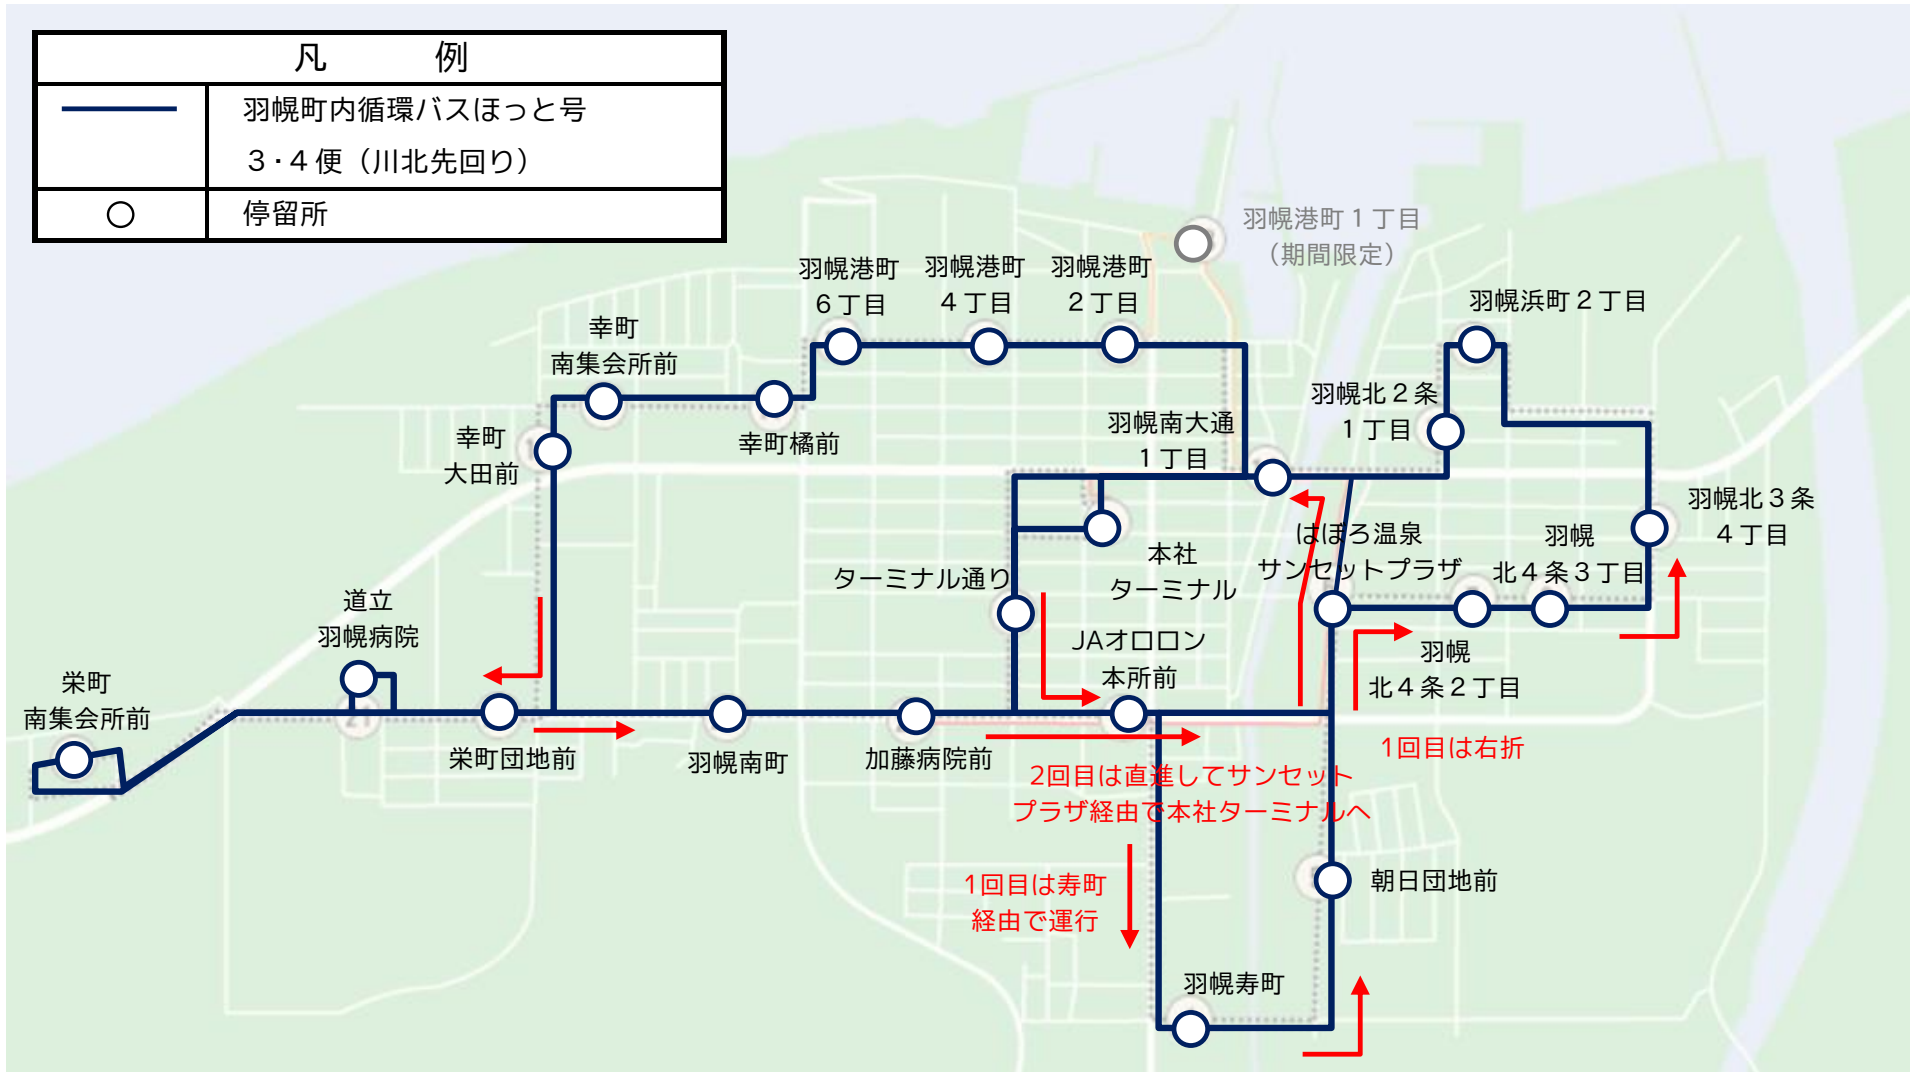 凡　例
羽幌町内循環バスほっと号
３・４便（川北先回り）
停留所
羽幌港町１丁目
（期間限定）
羽幌港町
６丁目
羽幌港町
４丁目
羽幌港町
２丁目
羽幌浜町２丁目
幸町
南集会所前
幸町橘前
幸町
大田前
羽幌南大通
１丁目
羽幌北２条
１丁目
羽幌北３条
４丁目
はぼろ温泉
サンセットプラザ
羽幌
北４条３丁目
本社
ターミナル
ターミナル通り
道立
羽幌病院
JAオロロン
本所前
羽幌
北４条２丁目
栄町
南集会所前
21
栄町団地前
羽幌南町
加藤病院前
1回目は右折
2回目は直進してサンセット
プラザ経由で本社ターミナルへ
1回目は寿町
経由で運行
朝日団地前
羽幌寿町